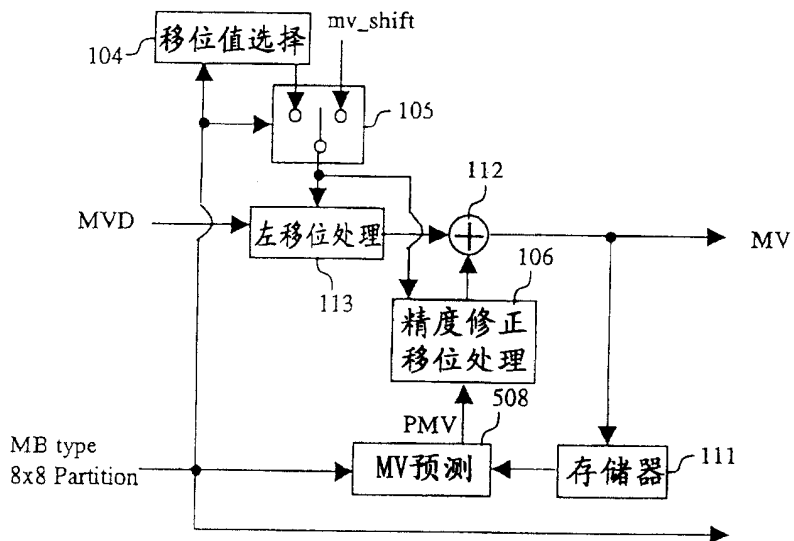 移位值选择
104
mv_shift
105
112
MVD
左移位处理
MV
113
106
精度修正
移位处理
508
PMV
MB type
8x8 Partition
MV预测
存储器
111